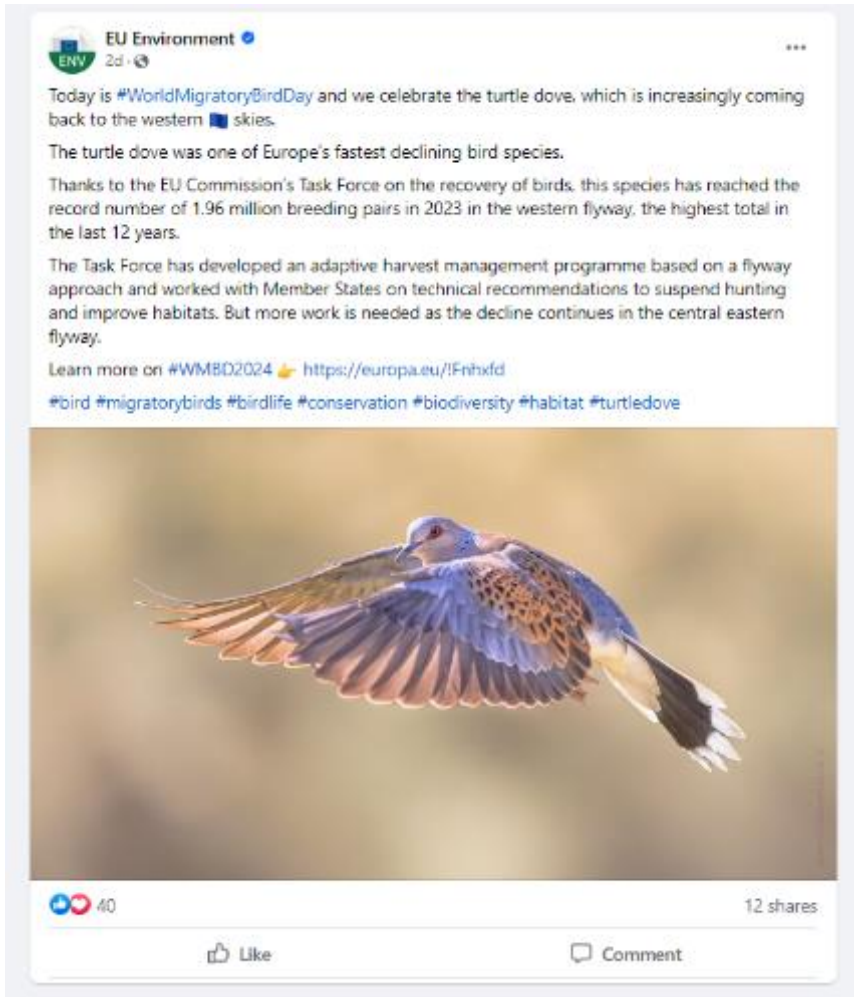 EU Environment
ENV
2d ·
Today is #WorldMigratoryBirdDay and we celebrate the turtle dove, which is increasingly coming
back to the western 🇪🇺 skies.
The turtle dove was one of Europe's fastest declining bird species.
Thanks to the EU Commission's Task Force on the recovery of birds, this species has reached the
record number of 1.96 million breeding pairs in 2023 in the western flyway, the highest total in
the last 12 years.
The Task Force has developed an adaptive harvest management programme based on a flyway
approach and worked with Member States on technical recommendations to suspend hunting
and improve habitats. But more work is needed as the decline continues in the central eastern
flyway.
Learn more on #WMBD2024 👉 https://europa.eu/!Fnhxfd
#bird #migratorybirds #birdlife #conservation #biodiversity #habitat #turtledove
40
12 shares
Like
Comment